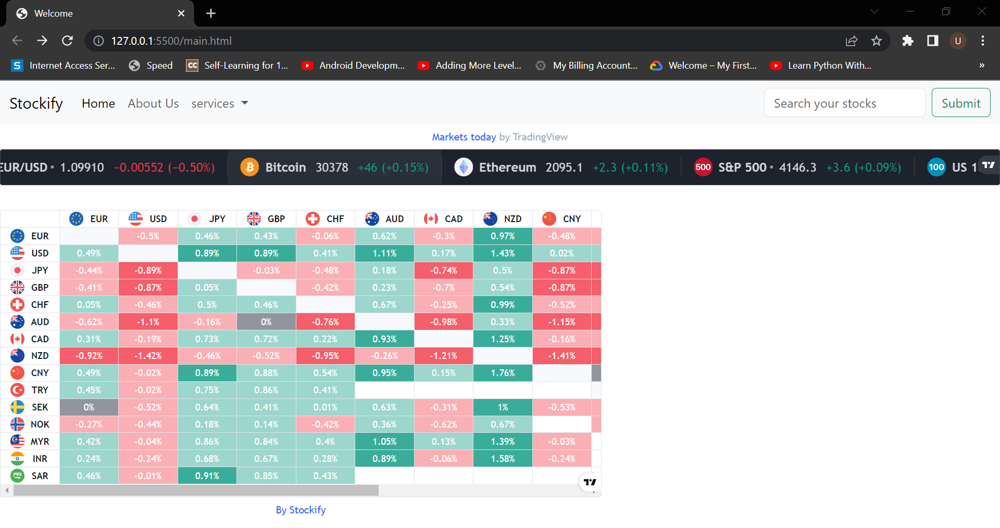 Welcome
127.0.0.1:5500/main.html
U
S Internet Access Ser... Speed CC Self-Learning for 1... Android Developm... Adding More Level... My Billing Account... Welcome – My First... Learn Python With... »
Stockify Home About Us services Search your stocks Submit
Markets today by TradingView
EUR/USD • 1.09910 −0.00552 (−0.50%) Bitcoin 30378 +46 (+0.15%) Ethereum 2095.1 +2.3 (+0.11%) 500 S&P 500 • 4146.3 +3.6 (+0.09%) 100 US 1
EUR USD JPY GBP CHF AUD CAD NZD CNY
EUR -0.5% 0.46% 0.43% -0.06% 0.62% -0.3% 0.97% -0.48%
USD 0.49% 0.89% 0.89% 0.41% 1.11% 0.17% 1.43% 0.02%
JPY -0.44% -0.89% -0.03% -0.48% 0.18% -0.74% 0.5% -0.87%
GBP -0.41% -0.87% 0.05% -0.42% 0.23% -0.7% 0.54% -0.87%
CHF 0.05% -0.46% 0.5% 0.46% 0.67% -0.25% 0.99% -0.52%
AUD -0.62% -1.1% -0.16% 0% -0.76% -0.98% 0.33% -1.15%
CAD 0.31% -0.19% 0.73% 0.72% 0.22% 0.93% 1.25% -0.16%
NZD -0.92% -1.42% -0.46% -0.52% -0.95% -0.26% -1.21% -1.41%
CNY 0.49% -0.02% 0.89% 0.88% 0.54% 0.95% 0.15% 1.76%
TRY 0.45% -0.02% 0.75% 0.86% 0.41%
SEK 0% -0.52% 0.64% 0.41% 0.01% 0.63% -0.31% 1% -0.53%
NOK -0.27% -0.44% 0.18% 0.14% -0.42% 0.36% -0.62% 0.67%
MYR 0.42% -0.04% 0.86% 0.84% 0.4% 1.05% 0.13% 1.39% -0.03%
INR 0.24% -0.24% 0.68% 0.67% 0.28% 0.89% -0.06% 1.58% -0.24%
SAR 0.46% -0.01% 0.91% 0.85% 0.43%
By Stockify